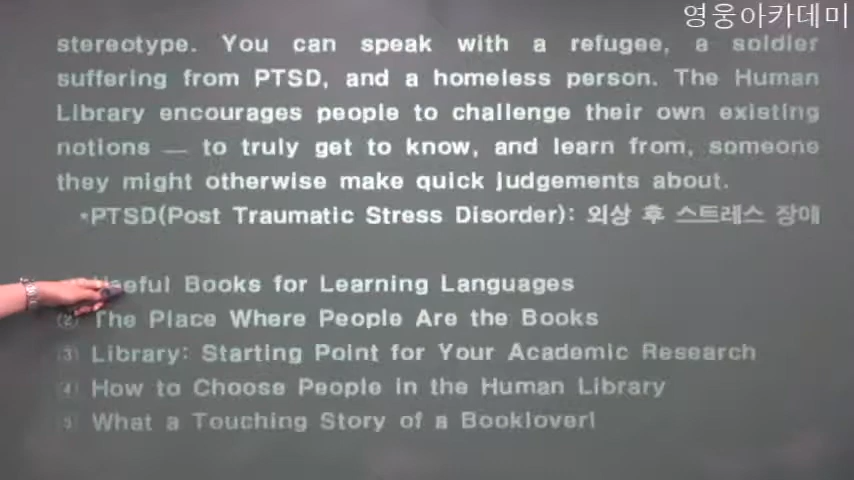 영웅아카데미
stereotype. You can speak with a refugee, a soldier
suffering from PTSD, and a homeless person. The Human
Library encourages people to challenge their own existing
notions — to truly get to know, and learn from, someone
they might otherwise make quick judgements about.
*PTSD(Post Traumatic Stress Disorder): 외상 후 스트레스 장애
Useful Books for Learning Languages
② The Place Where People Are the Books
③ Library: Starting Point for Your Academic Research
④ How to Choose People in the Human Library
⑤ What a Touching Story of a Booklover!